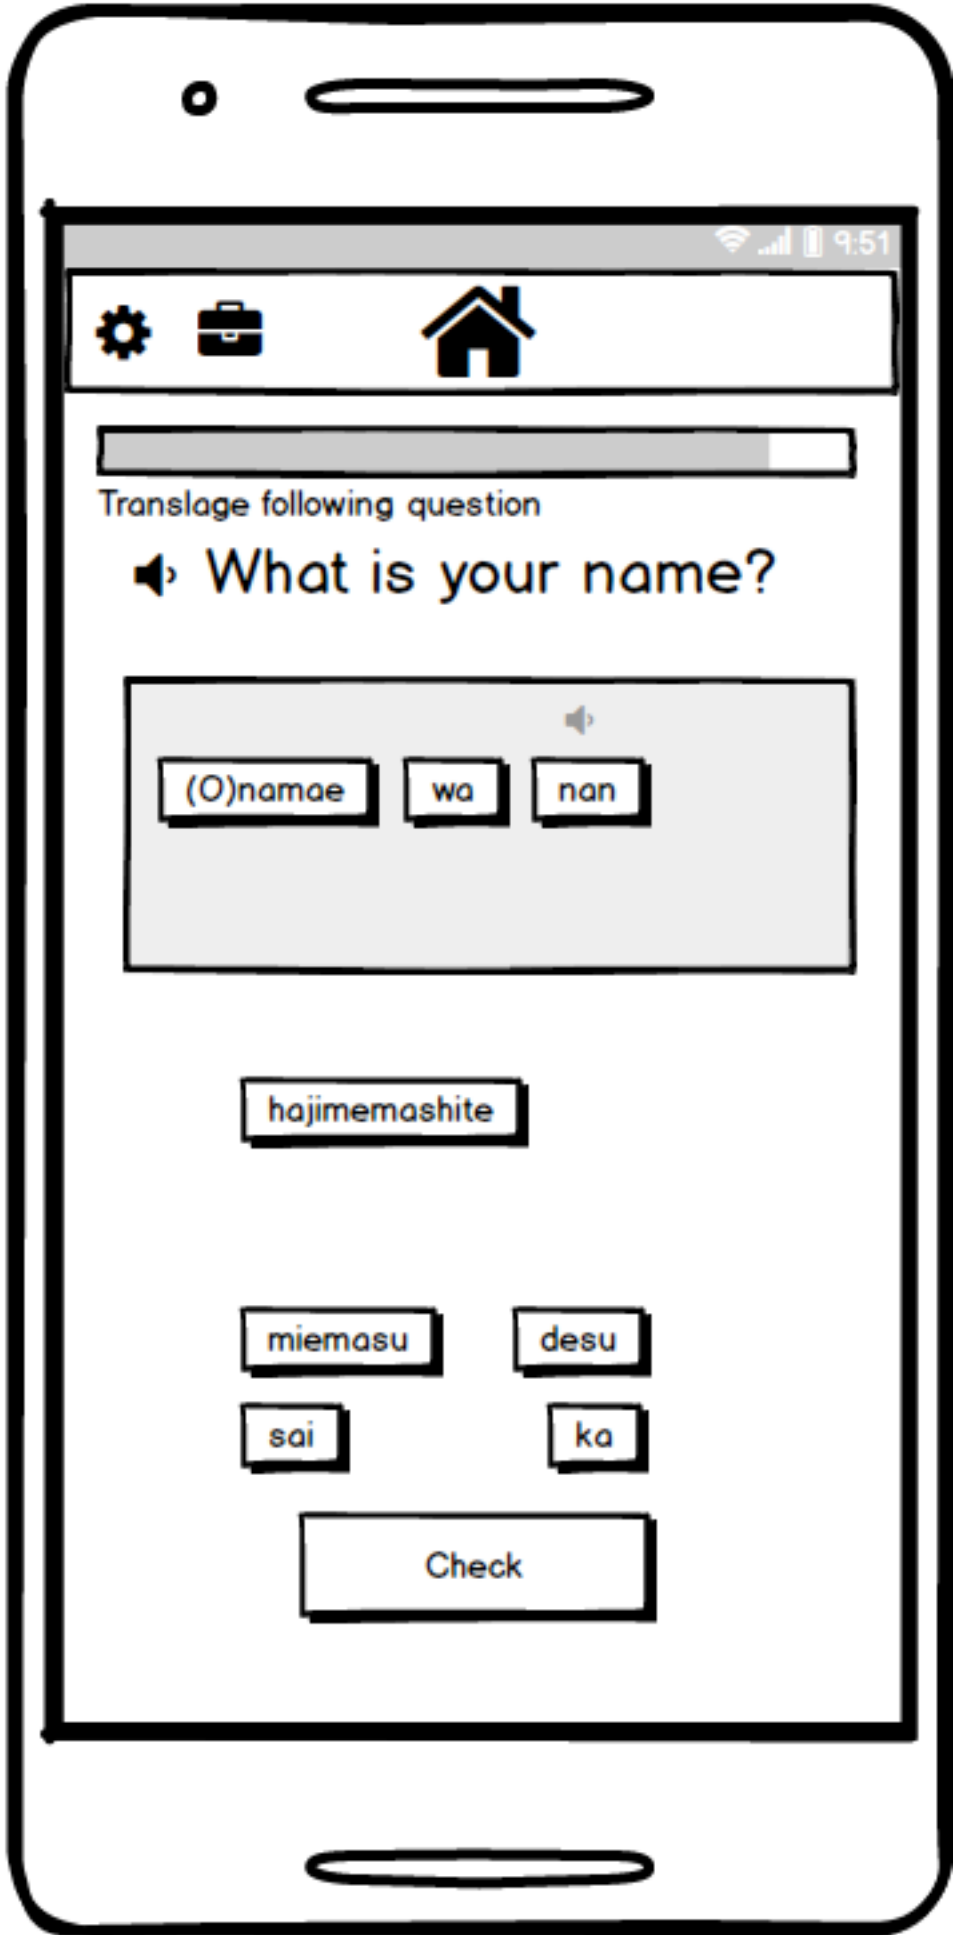 9:51
Translage following question
What is your name?
(O)namae wa nan
hajimemashite
miemasu desu
sai ka
Check